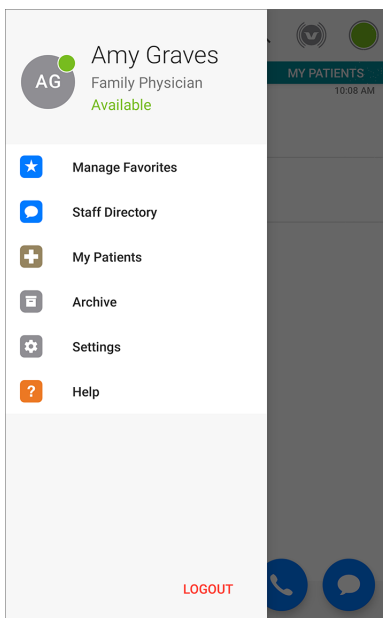 Amy Graves
AG
Family Physician
Available
MY PATIENTS
10:08 AM
Manage Favorites
Staff Directory
My Patients
Archive
Settings
? Help
LOGOUT